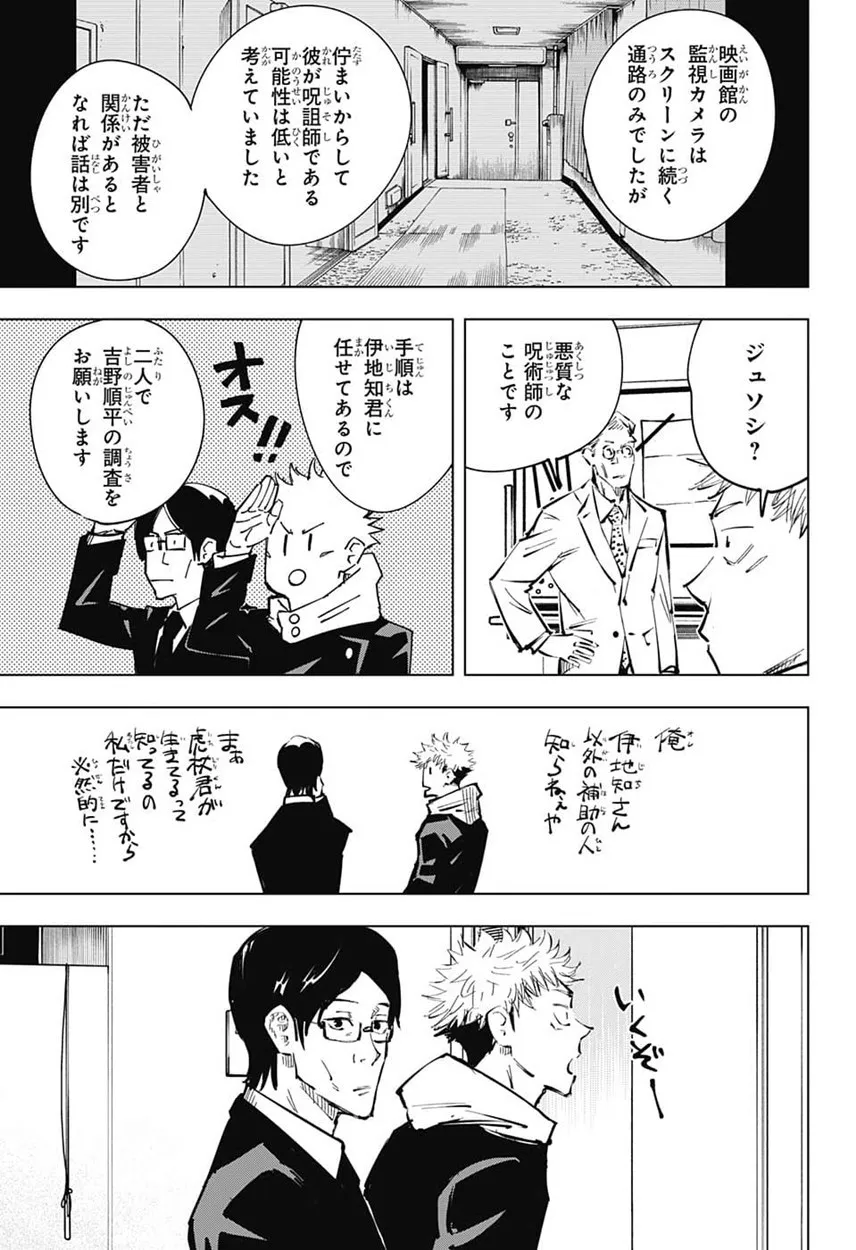 映画館の
監視カメラは
スクリーンに続く
通路のみでしたが
佇まいからして
彼が呪詛師である
可能性は低いと
考えていました
ただ被害者と
関係があると
なれば話は別です
ジュソシ?
悪質な
呪術師の
ことです
手順は
伊地知君に
任せてあるので
二人で
吉野順平の調査を
お願いします
オス!!
俺
伊地知さん
以外の補助の人
知らねぇや
まぁ
虎杖君が
生きてるって
知ってるの
私だけですから
必然的に……
いくぞー